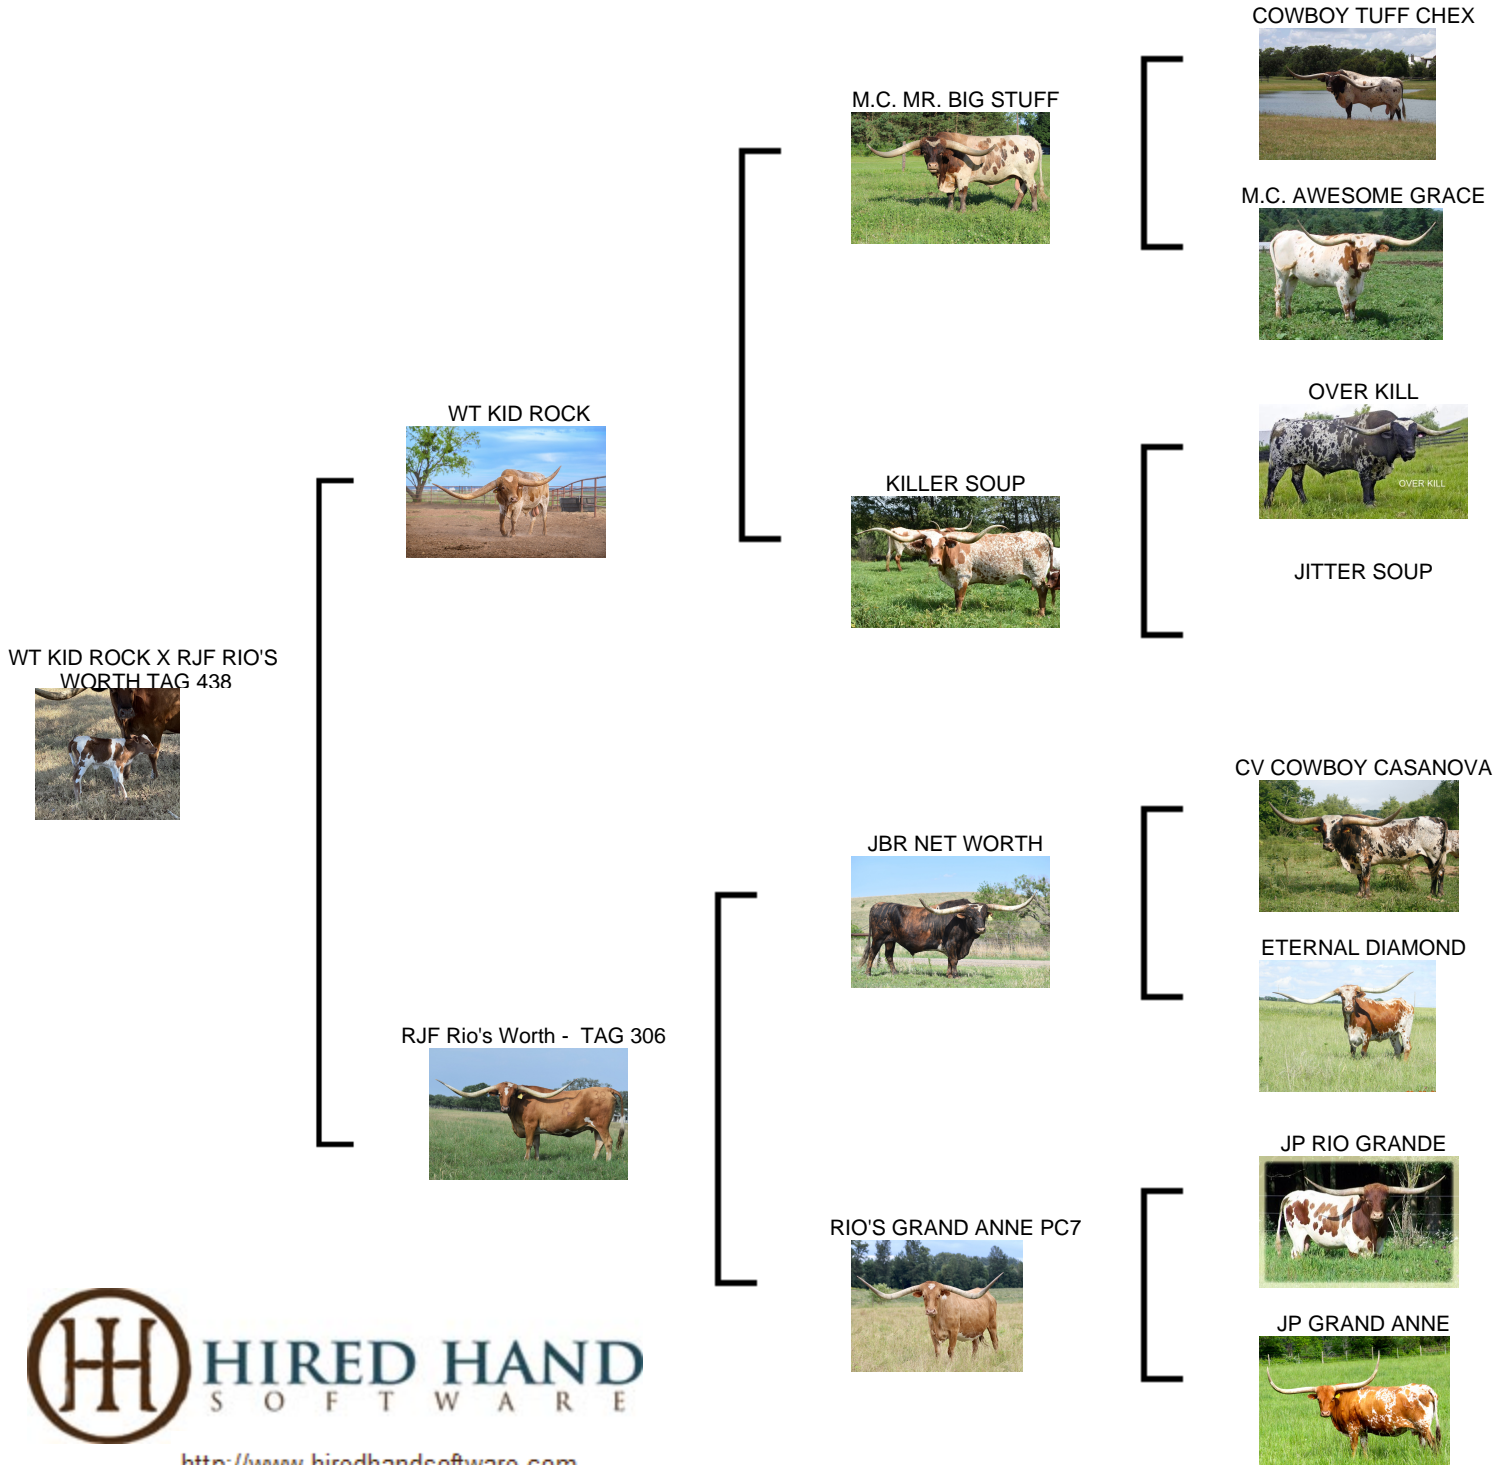 COWBOY TUFF CHEX
M.C. MR. BIG STUFF
M.C. AWESOME GRACE
OVER KILL
OVER KILL
WT KID ROCK
KILLER SOUP
JITTER SOUP
WT KID ROCK X RJF RIO'S
WORTH TAG 438
CV COWBOY CASANOVA
JBR NET WORTH
ETERNAL DIAMOND
RJF Rio's Worth - TAG 306
JP RIO GRANDE
RIO'S GRAND ANNE PC7
JP GRAND ANNE
HIRED HAND
SOFTWARE
http://www.hiredhandsoftware.com